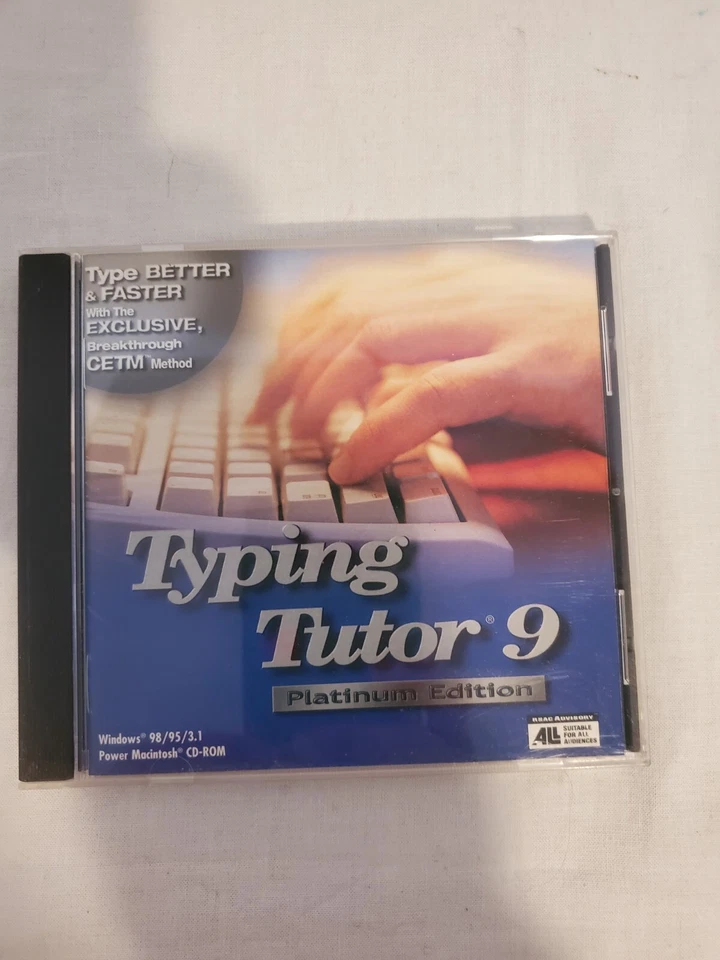 Type BETTER
& FASTER
With The
EXCLUSIVE,
Breakthrough
CETM™ Method
Typing
Tutor® 9
Platinum Edition
Windows® 98/95/3.1
Power Macintosh® CD-ROM
RSAC ADVISORY
ALL SUITABLE
FOR ALL
AUDIENCES